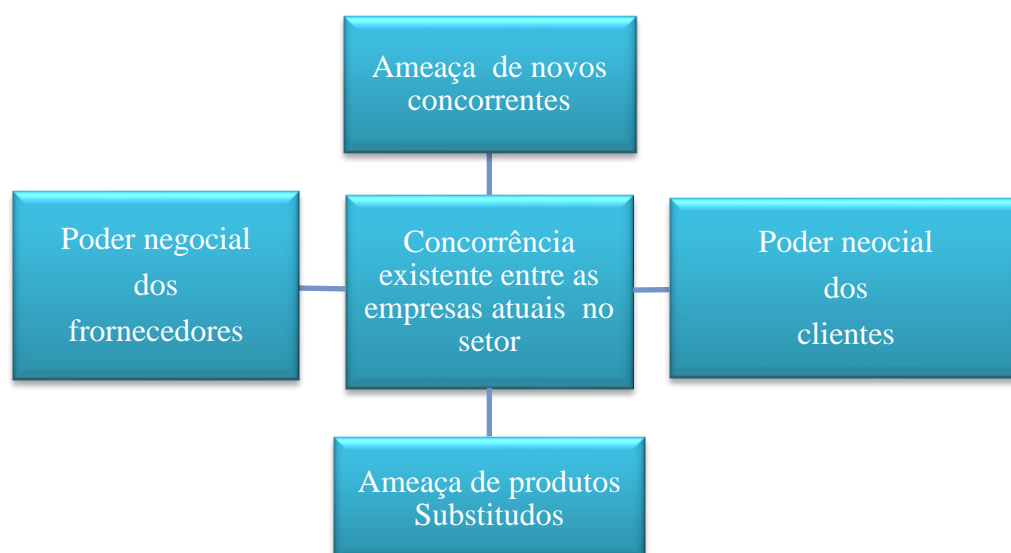 Ameaça de novos
concorrentes
Poder negocial
dos
frornecedores
Concorrência
existente entre as
empresas atuais no
setor
Poder neocial
dos
clientes
Ameaça de produtos
Substitudos